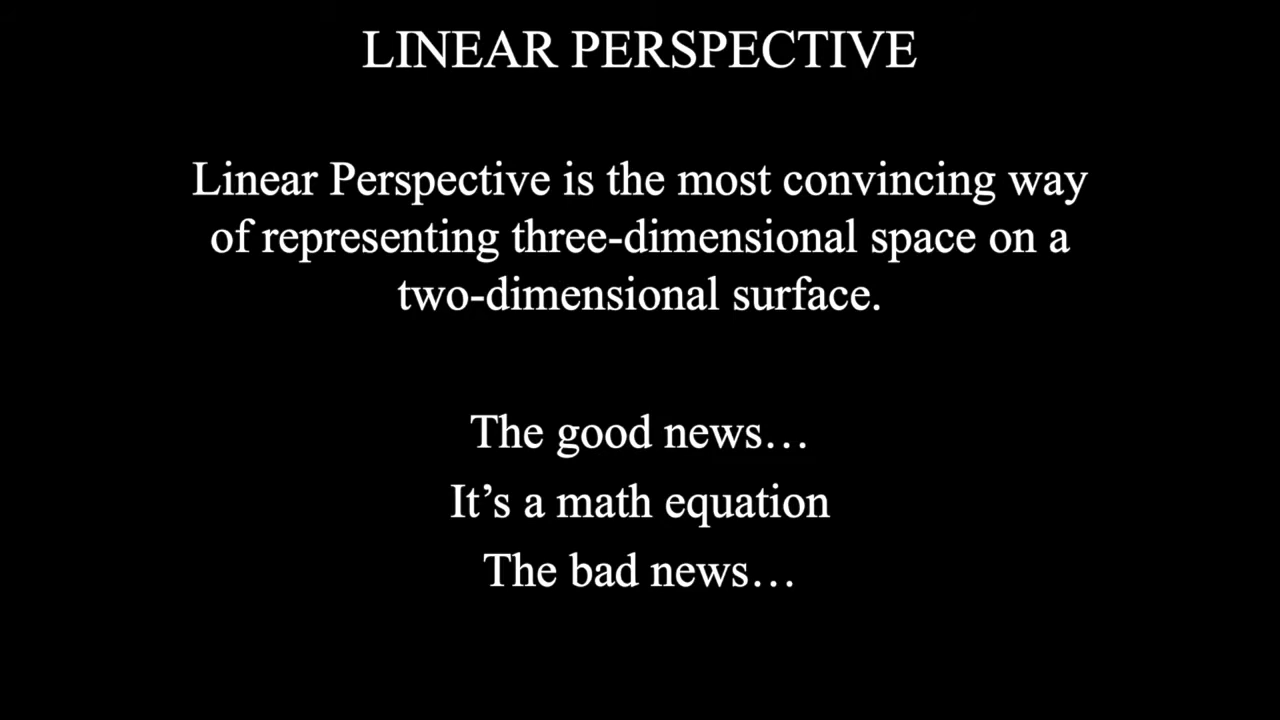 LINEAR PERSPECTIVE
Linear Perspective is the most convincing way
of representing three-dimensional space on a
two-dimensional surface.
The good news…
It’s a math equation
The bad news…